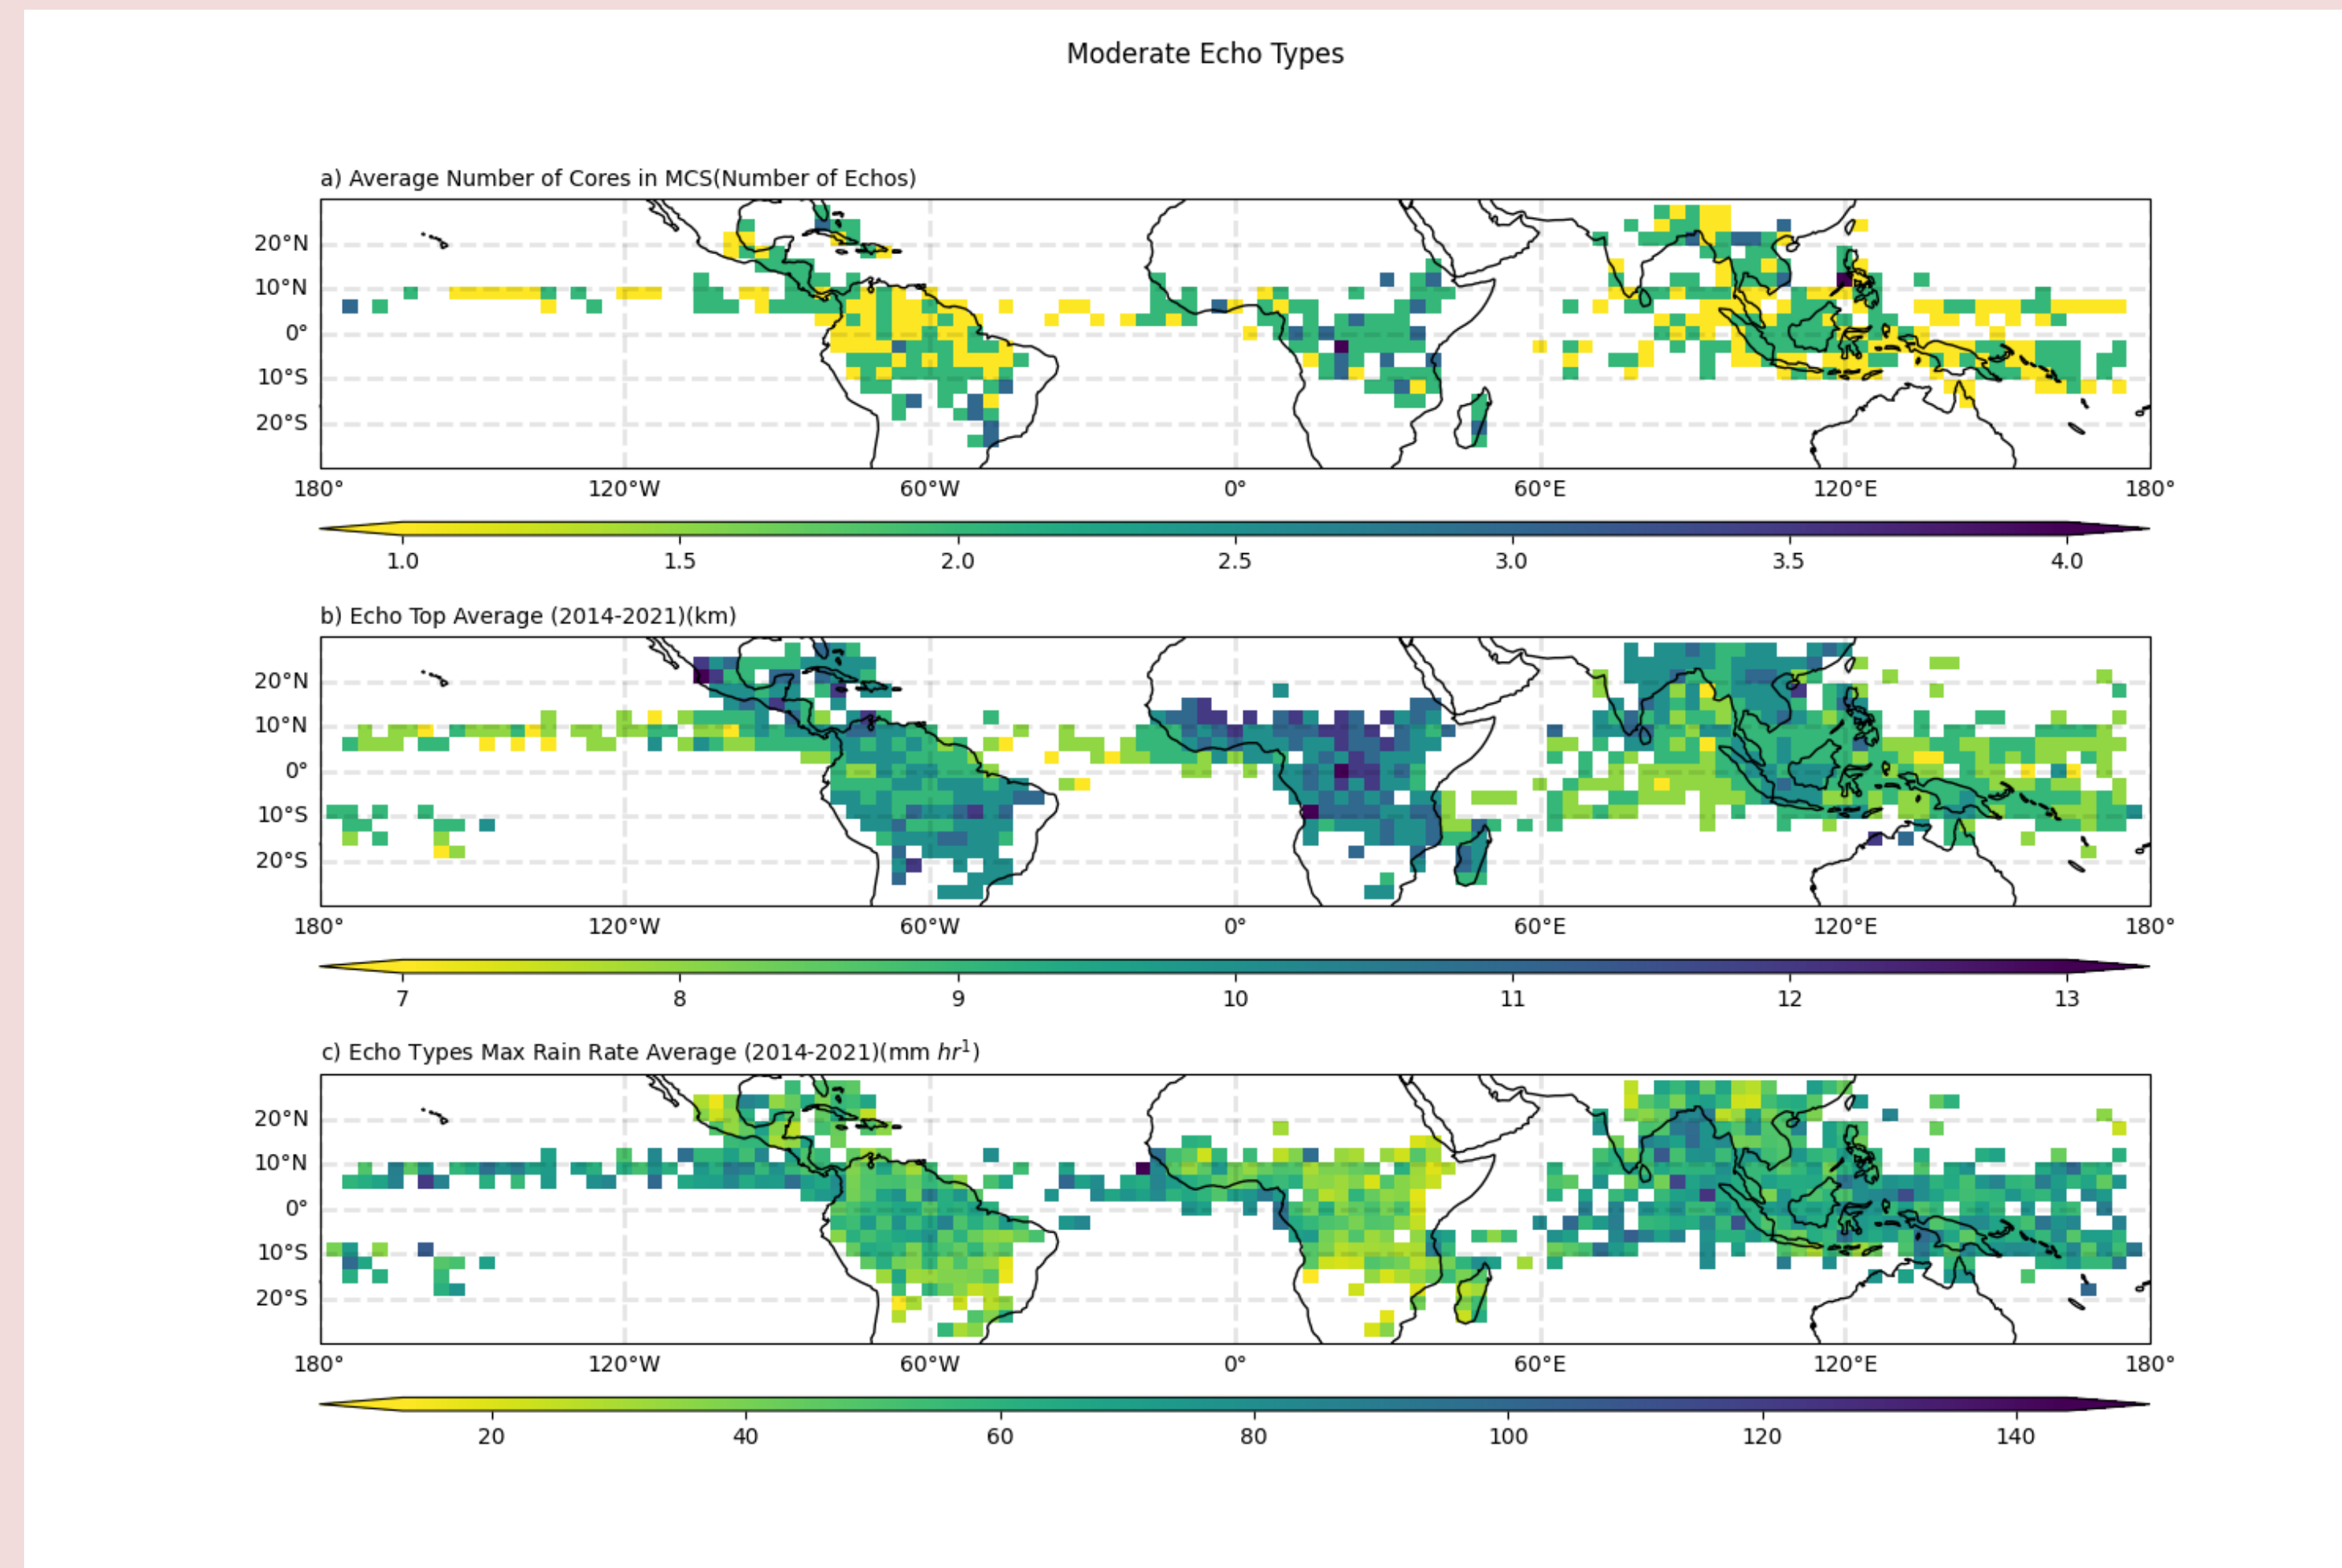 Moderate Echo Types
a) Average Number of Cores in MCS(Number of Echos)
20°N
10°N
0°
10°S
20°S
180° 120°W 60°W 0° 60°E 120°E 180°
1.0 1.5 2.0 2.5 3.0 3.5 4.0
b) Echo Top Average (2014-2021)(km)
20°N
10°N
0°
10°S
20°S
180° 120°W 60°W 0° 60°E 120°E 180°
7 8 9 10 11 12 13
c) Echo Types Max Rain Rate Average (2014-2021)(mm hr¹)
20°N
10°N
0°
10°S
20°S
180° 120°W 60°W 0° 60°E 120°E 180°
20 40 60 80 100 120 140